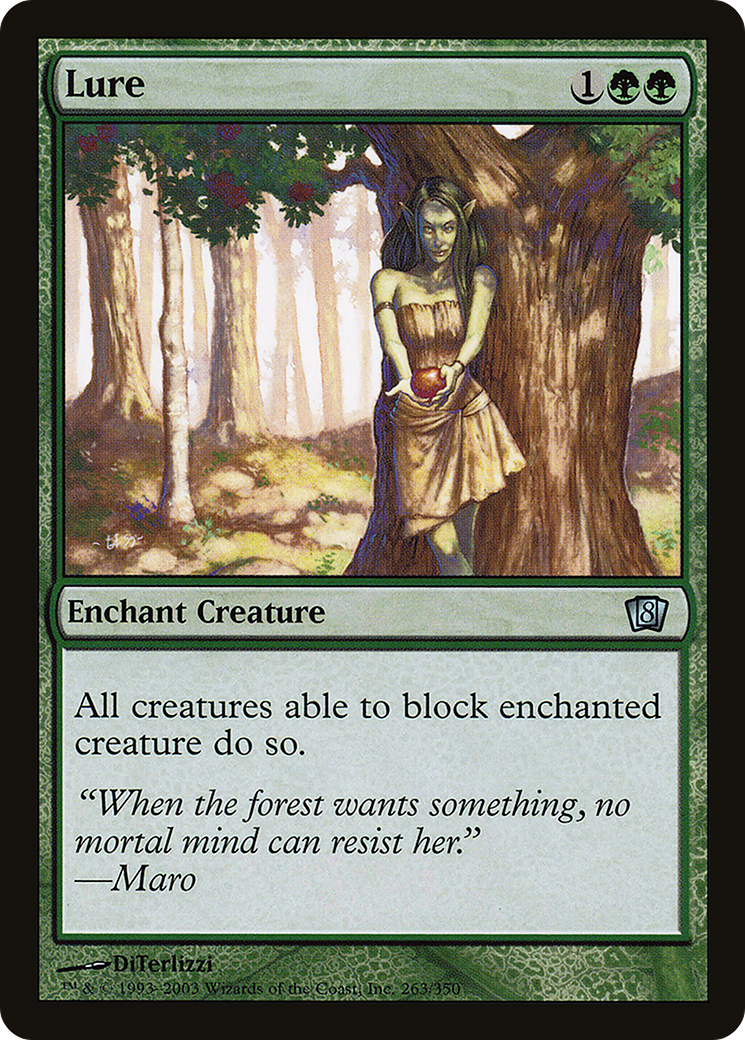 Lure 1
Enchant Creature 8
All creatures able to block enchanted
creature do so.
“When the forest wants something, no
mortal mind can resist her.”
—Maro
DiTerlizzi
™ & © 1993–2003 Wizards of the Coast, Inc. 263/350